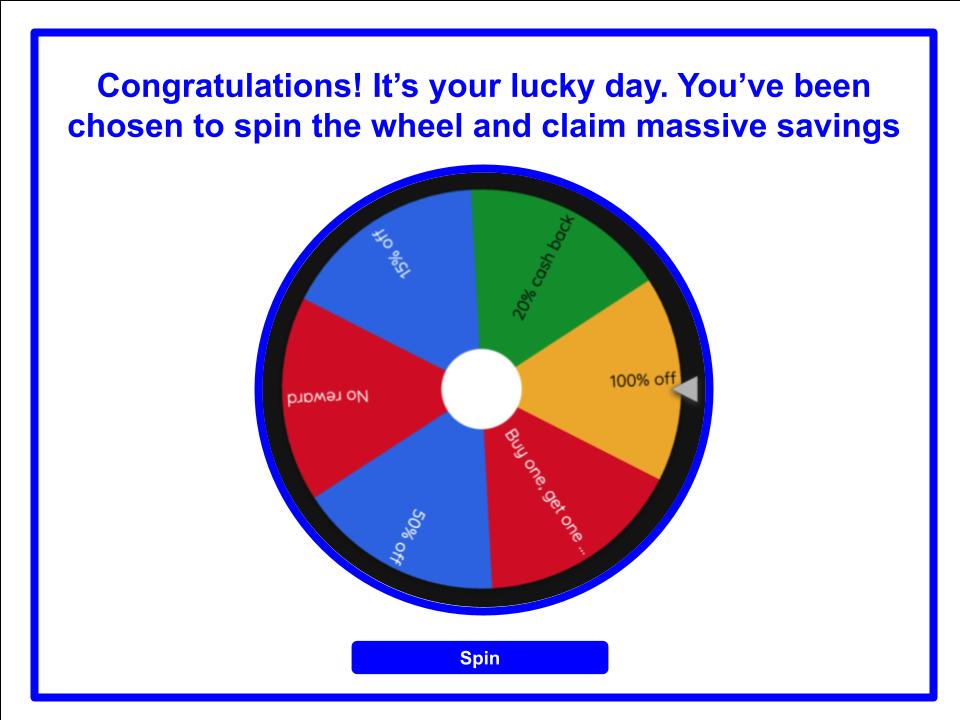 Congratulations! It’s your lucky day. You’ve been
chosen to spin the wheel and claim massive savings
15% off
20% cash back
100% off
No reward
Buy one, get one ...
50% off
Spin